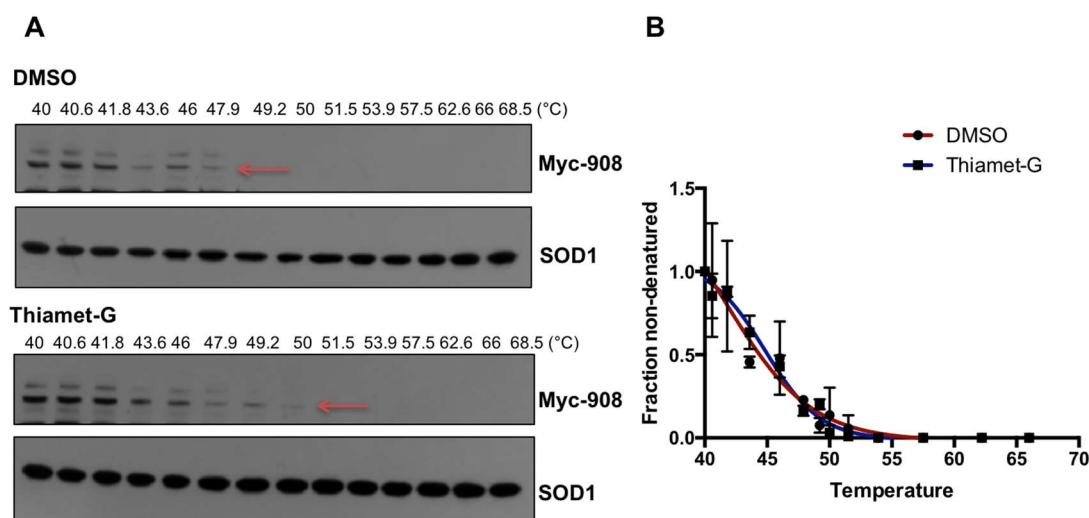 A
DMSO
40 40.6 41.8 43.6 46 47.9 49.2 50 51.5 53.9 57.5 62.6 66 68.5 (°C)
Myc-908
SOD1
Thiamet-G
40 40.6 41.8 43.6 46 47.9 49.2 50 51.5 53.9 57.5 62.6 66 68.5 (°C)
Myc-908
SOD1
B
DMSO
Thiamet-G
Fraction non-denatured
1.5
1.0
0.5
0.0
40 45 50 55 60 65 70
Temperature